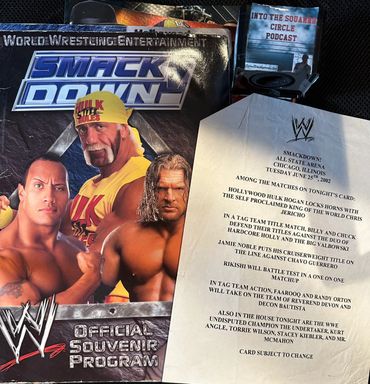 WORLD WRESTLING ENTERTAINMENT
SMACK
DOWN!
HULK
RULES
OFFICIAL
SOUVENIR
PROGRAM
INTO THE SQUARED
CIRCLE
PODCAST
SMACKDOWN!
ALL STATE ARENA
CHICAGO, ILLINOIS
TUESDAY JUNE 25TH, 2002
AMONG THE MATCHES ON TONIGHT'S CARD:
HOLLYWOOD HULK HOGAN LOCKS HORNS WITH
THE SELF PROCLAIMED KING OF THE WORLD CHRIS
JERICHO
IN A TAG TEAM TITLE MATCH, BILLY AND CHUCK
DEFEND THEIR TITLES AGAINST THE DUO OF
HARDCORE HOLLY AND THE BIG VALBOWSKI
JAMIE NOBLE PUTS HIS CRUISERWEIGHT TITLE ON
THE LINE AGAINST CHAVO GUERRERO
RIKISHI WILL BATTLE TEST IN A ONE ON ONE
MATCHUP
IN TAG TEAM ACTION, FAAROOQ AND RANDY ORTON
WILL TAKE ON THE TEAM OF REVEREND DEVON AND
DECON BAUTISTA
ALSO IN THE HOUSE TONIGHT ARE THE WWE
UNDISPUTED CHAMPION THE UNDERTAKER, KURT
ANGLE, TORRIE WILSON, STACEY KIEBLER, AND MR.
MCMAHON
CARD SUBJECT TO CHANGE